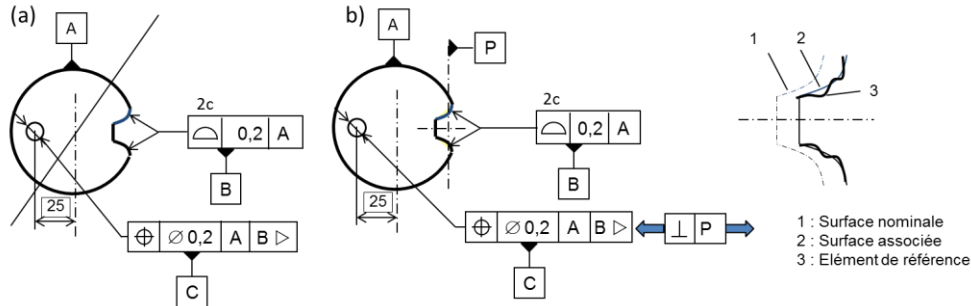 (a)
A
2c
⌓ 0,2 A
B
25
⌖ ∅ 0,2 A B ▷
C
b)
A
P
2c
⌓ 0,2 A
B
25
⌖ ∅ 0,2 A B ▷
⊥ P
C
1
2
3
1 : Surface nominale
2 : Surface associée
3 : Elément de référence